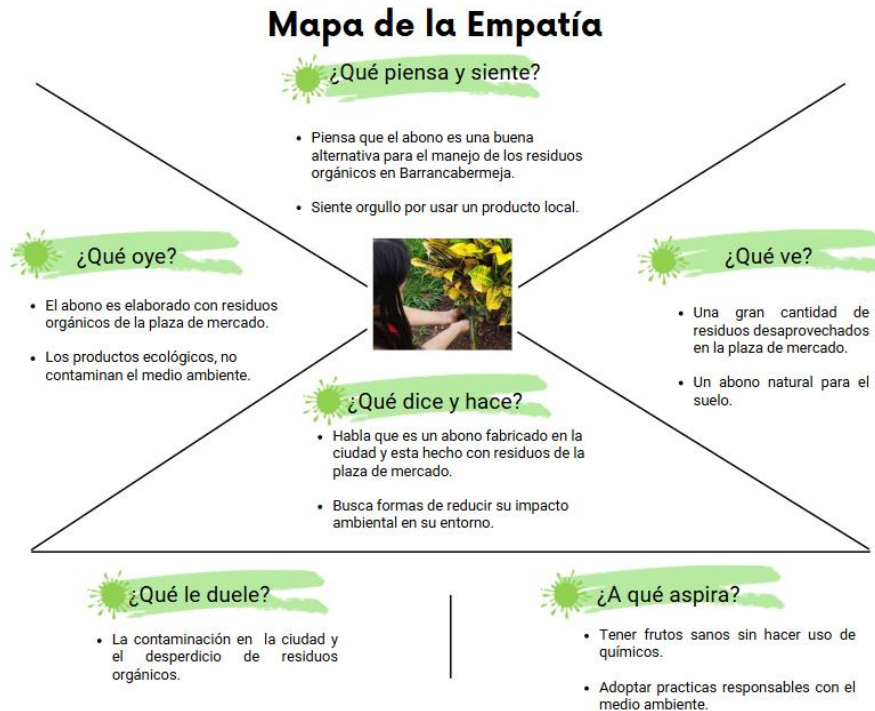 Mapa de la Empatía
¿Qué piensa y siente?
• Piensa que el abono es una buena
alternativa para el manejo de los residuos
orgánicos en Barrancabermeja.
• Siente orgullo por usar un producto local.
¿Qué oye?
• El abono es elaborado con residuos
orgánicos de la plaza de mercado.
• Los productos ecológicos, no
contaminan el medio ambiente.
¿Qué ve?
• Una gran cantidad de
residuos desaprovechados
en la plaza de mercado.
• Un abono natural para el
suelo.
¿Qué dice y hace?
• Habla que es un abono fabricado en la
ciudad y esta hecho con residuos de la
plaza de mercado.
• Busca formas de reducir su impacto
ambiental en su entorno.
¿Qué le duele?
• La contaminación en la ciudad y
el desperdicio de residuos
orgánicos.
¿A qué aspira?
• Tener frutos sanos sin hacer uso de
químicos.
• Adoptar practicas responsables con el
medio ambiente.